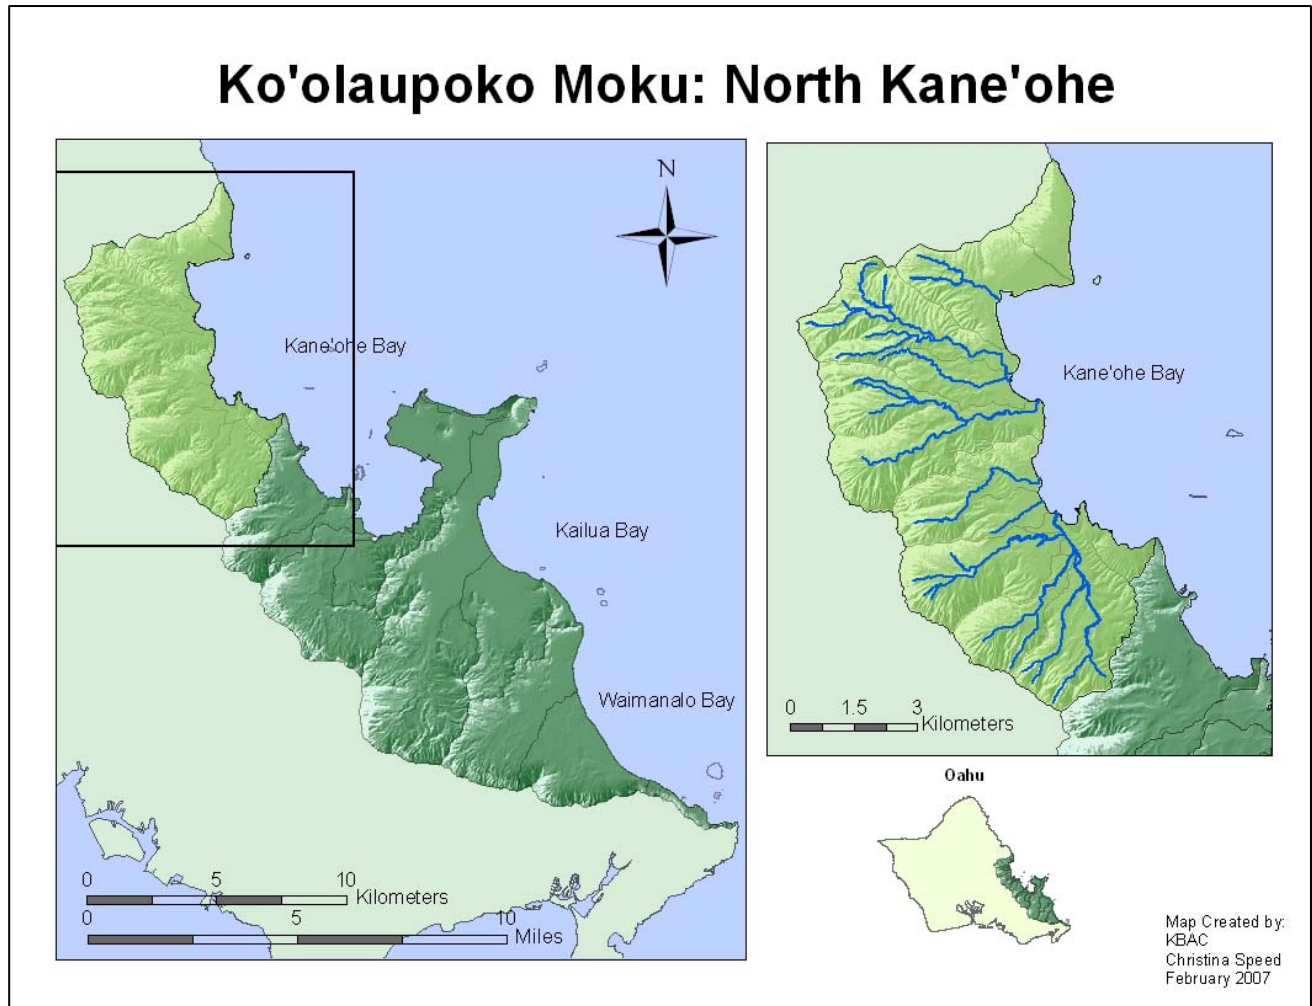 Ko'olaupoko Moku: North Kane'ohe
N
Kane'ohe Bay
Kailua Bay
Waimanalo Bay
0 5 10
Kilometers
0 5 10
Miles
Kane'ohe Bay
0 1.5 3
Kilometers
Oahu
Map Created by:
KBAC
Christina Speed
February 2007